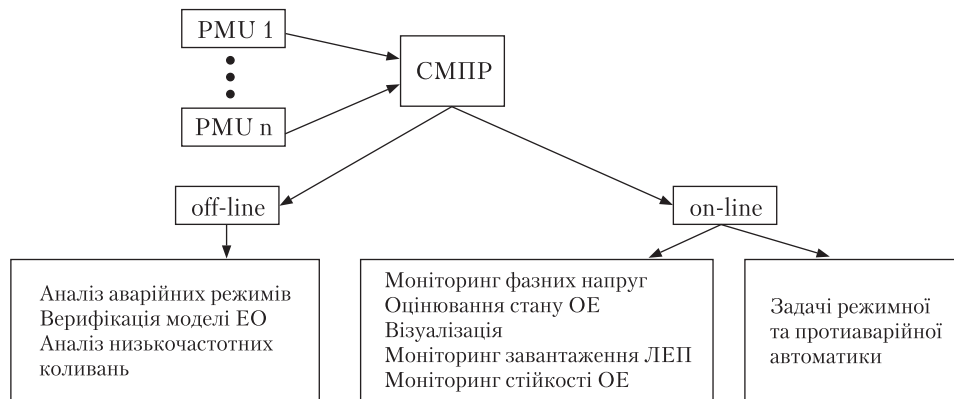 PMU 1
СМПР
PMU n
off-line
on-line
Аналіз аварійних режимів
Верифікація моделі ЕО
Аналіз низькочастотних
коливань
Моніторинг фазних напруг
Оцінювання стану ОЕ
Візуалізація
Моніторинг завантаження ЛЕП
Моніторинг стійкості ОЕ
Задачі режимної
та протиаварійної
автоматики